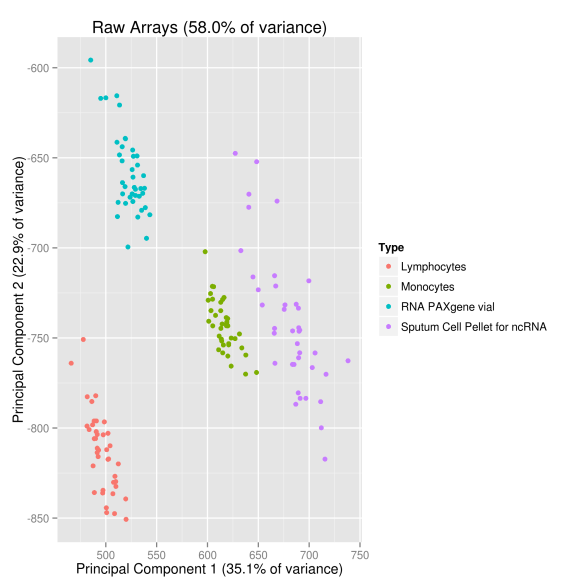 Raw Arrays (58.0% of variance)
Principal Component 2 (22.9% of variance)
-600
-650
-700
-750
-800
-850
500 550 600 650 700 750
Principal Component 1 (35.1% of variance)
Type
Lymphocytes
Monocytes
RNA PAXgene vial
Sputum Cell Pellet for ncRNA